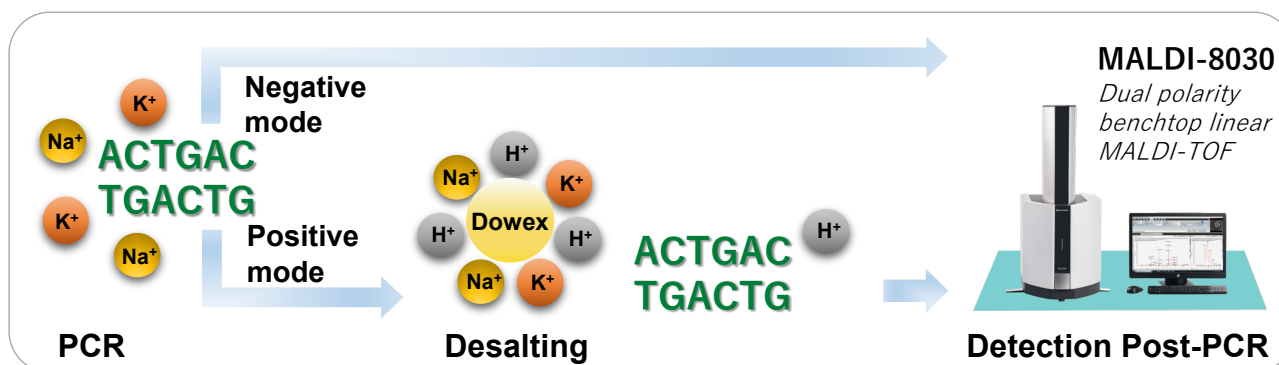 Negative
mode
K⁺
Na⁺
ACTGAC
TGACTG
K⁺
Na⁺
Positive
mode
PCR
H⁺
Na⁺
K⁺
Dowex
H⁺
H⁺
Na⁺
K⁺
Desalting
ACTGAC
TGACTG
H⁺
MALDI-8030
Dual polarity
benchtop linear
MALDI-TOF
Detection Post-PCR